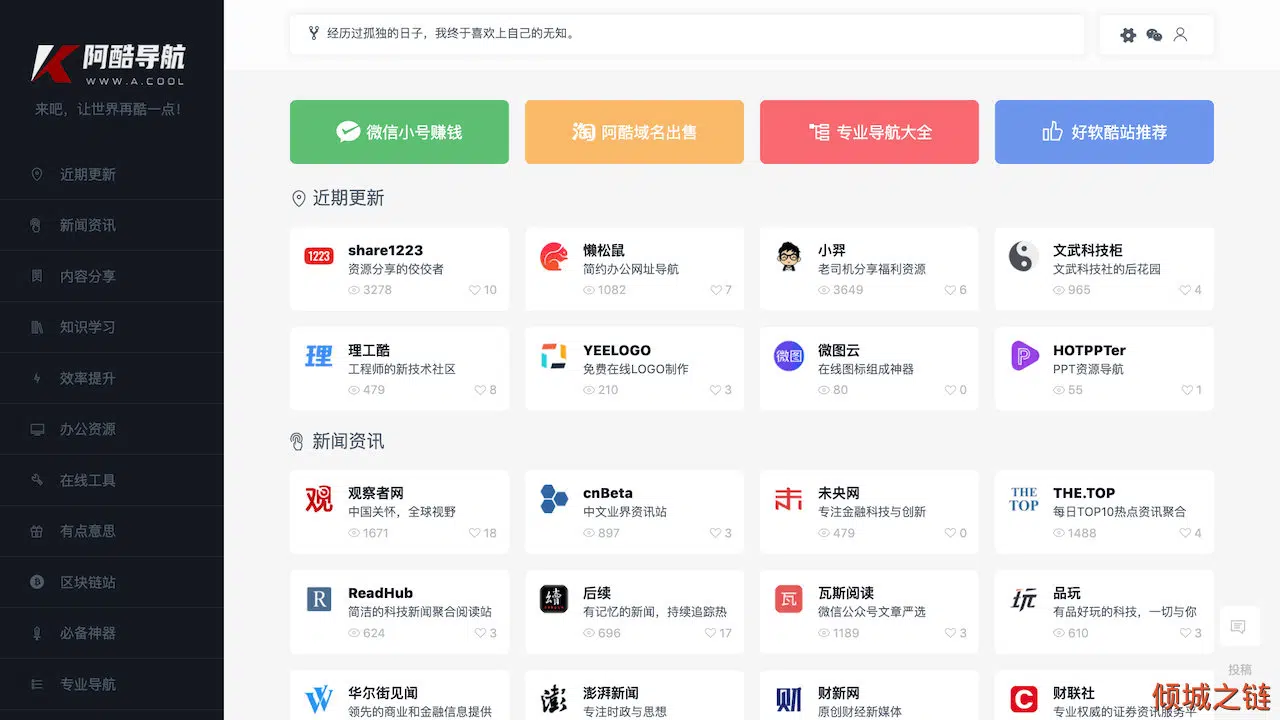 阿酷导航
WWW.A.COOL
来吧，让世界再酷一点！
近期更新
新闻资讯
内容分享
知识学习
效率提升
办公资源
在线工具
有点意思
区块链站
必备神器
专业导航
经历过孤独的日子，我终于喜欢上自己的无知。
微信小号赚钱
淘 阿酷域名出售
专业导航大全
好软酷站推荐
近期更新
1223 share1223
资源分享的佼佼者
3278 10
懒松鼠
简约办公网址导航
1082 7
小羿
老司机分享福利资源
3649 6
文武科技柜
文武科技社的后花园
965 4
理 理工酷
工程师的新技术社区
479 8
YEELOGO
免费在线LOGO制作
210 3
微图 微图云
在线图标组成神器
80 0
P HOTPPTer
PPT资源导航
55 1
新闻资讯
观 观察者网
中国关怀，全球视野
1671 18
cnBeta
中文业界资讯站
897 3
未央网
专注金融科技与创新
479 0
THE TOP THE.TOP
每日TOP10热点资讯聚合
1488 4
R ReadHub
简洁的科技新闻聚合阅读站
624 3
續 后续
有记忆的新闻，持续追踪热
696 17
瓦 瓦斯阅读
微信公众号文章严选
1189 3
玩 品玩
有品好玩的科技，一切与你
610 3
华尔街见闻
领先的商业和金融信息提供
澎 澎湃新闻
专注时政与思想
财 财新网
原创财经新媒体
C 财联社
专业权威的证券资讯服务平
投稿
倾城之链